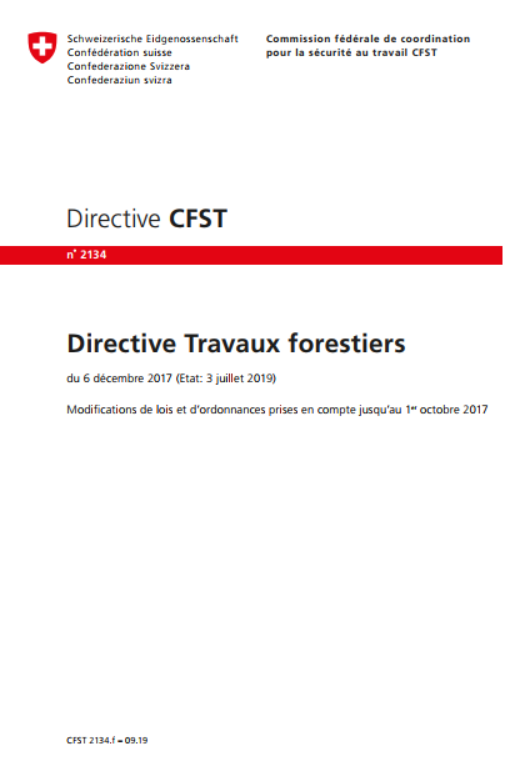 Schweizerische Eidgenossenschaft
Confédération suisse
Confederazione Svizzera
Confederaziun svizra
Commission fédérale de coordination
pour la sécurité au travail CFST
Directive CFST
n° 2134
Directive Travaux forestiers
du 6 décembre 2017 (Etat: 3 juillet 2019)
Modifications de lois et d'ordonnances prises en compte jusqu'au 1er octobre 2017
CFST 2134.f – 09.19